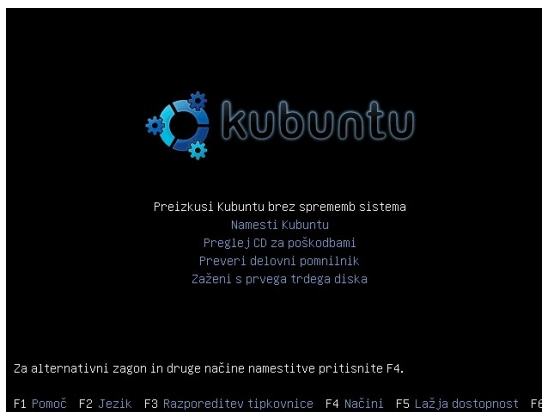 kubuntu
Preizkusi Kubuntu brez sprememb sistema
Namesti Kubuntu
Preglej CD za poškodbami
Preveri delovni pomnilnik
Zaženi s prvega trdega diska
Za alternativni zagon in druge načine namestitve pritisnite F4.
F1 Pomoč F2 Jezik F3 Razporeditev tipkovnice F4 Načini F5 Lažja dostopnost F6